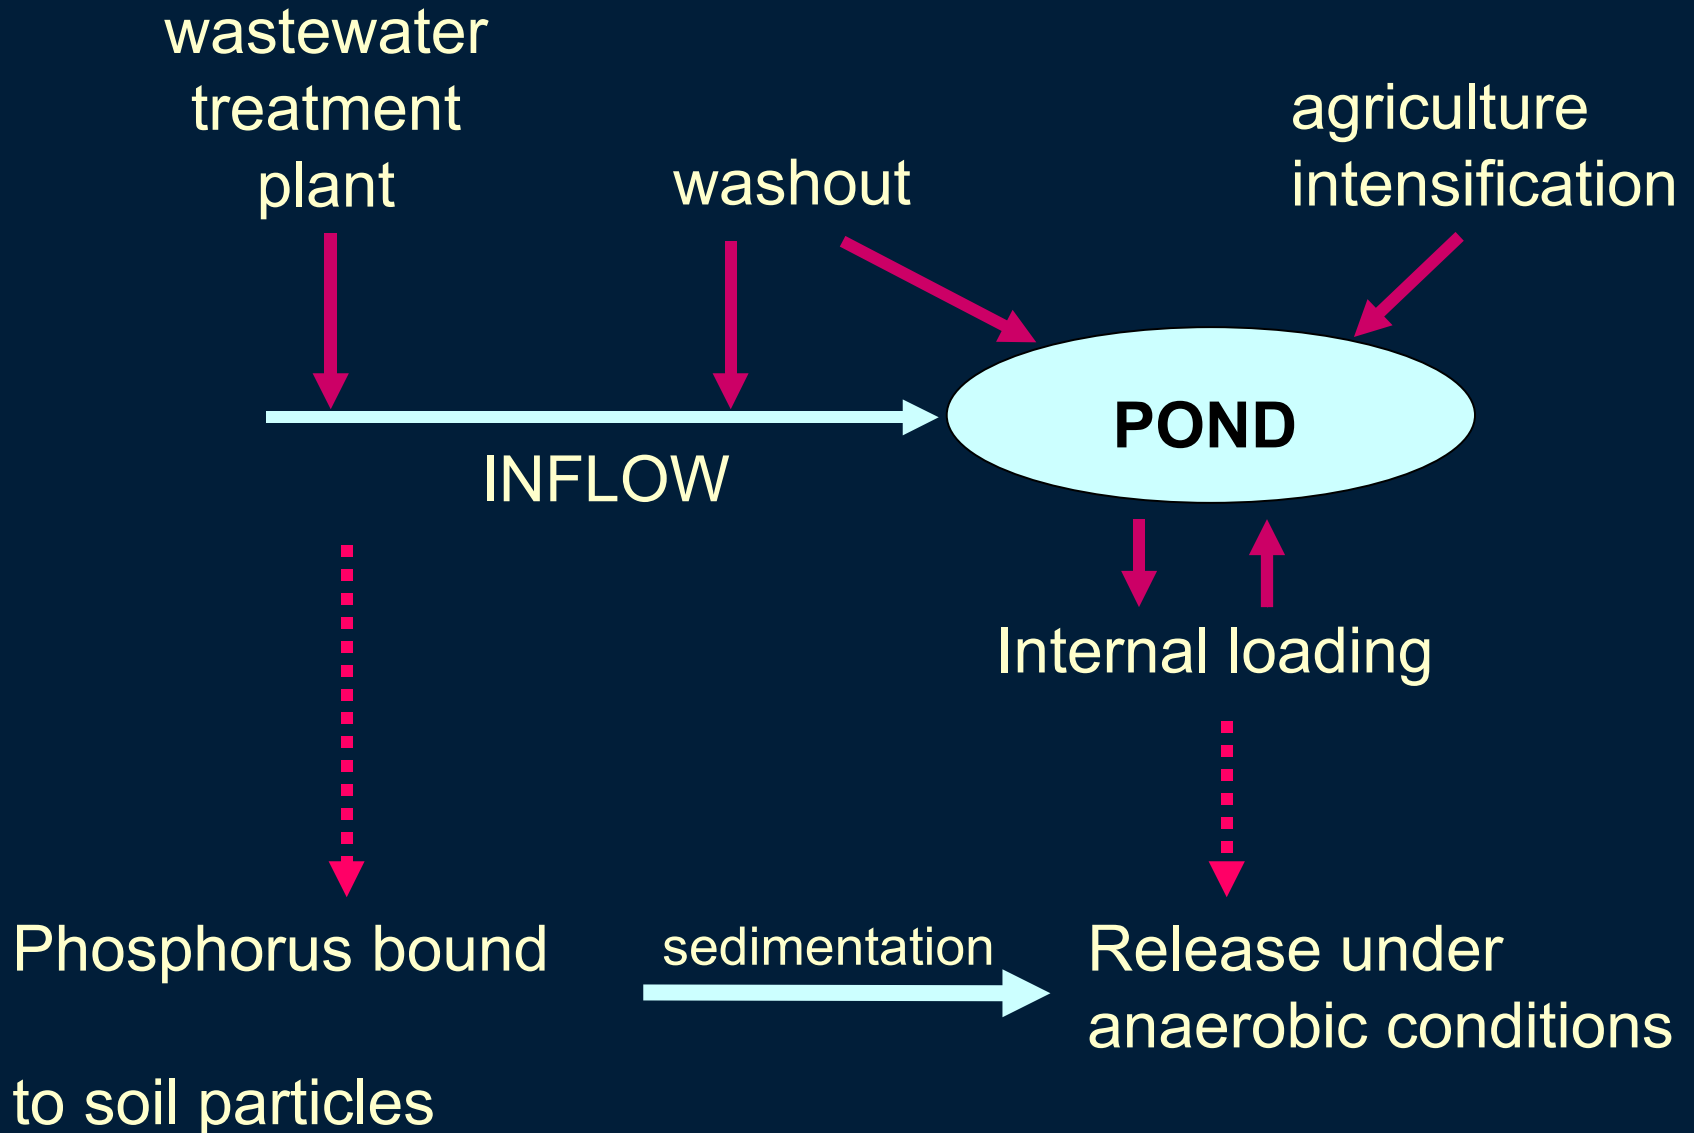 wastewater
treatment
plant
washout
agriculture
intensification
POND
INFLOW
Internal loading
Phosphorus bound
to soil particles
sedimentation
Release under
anaerobic conditions